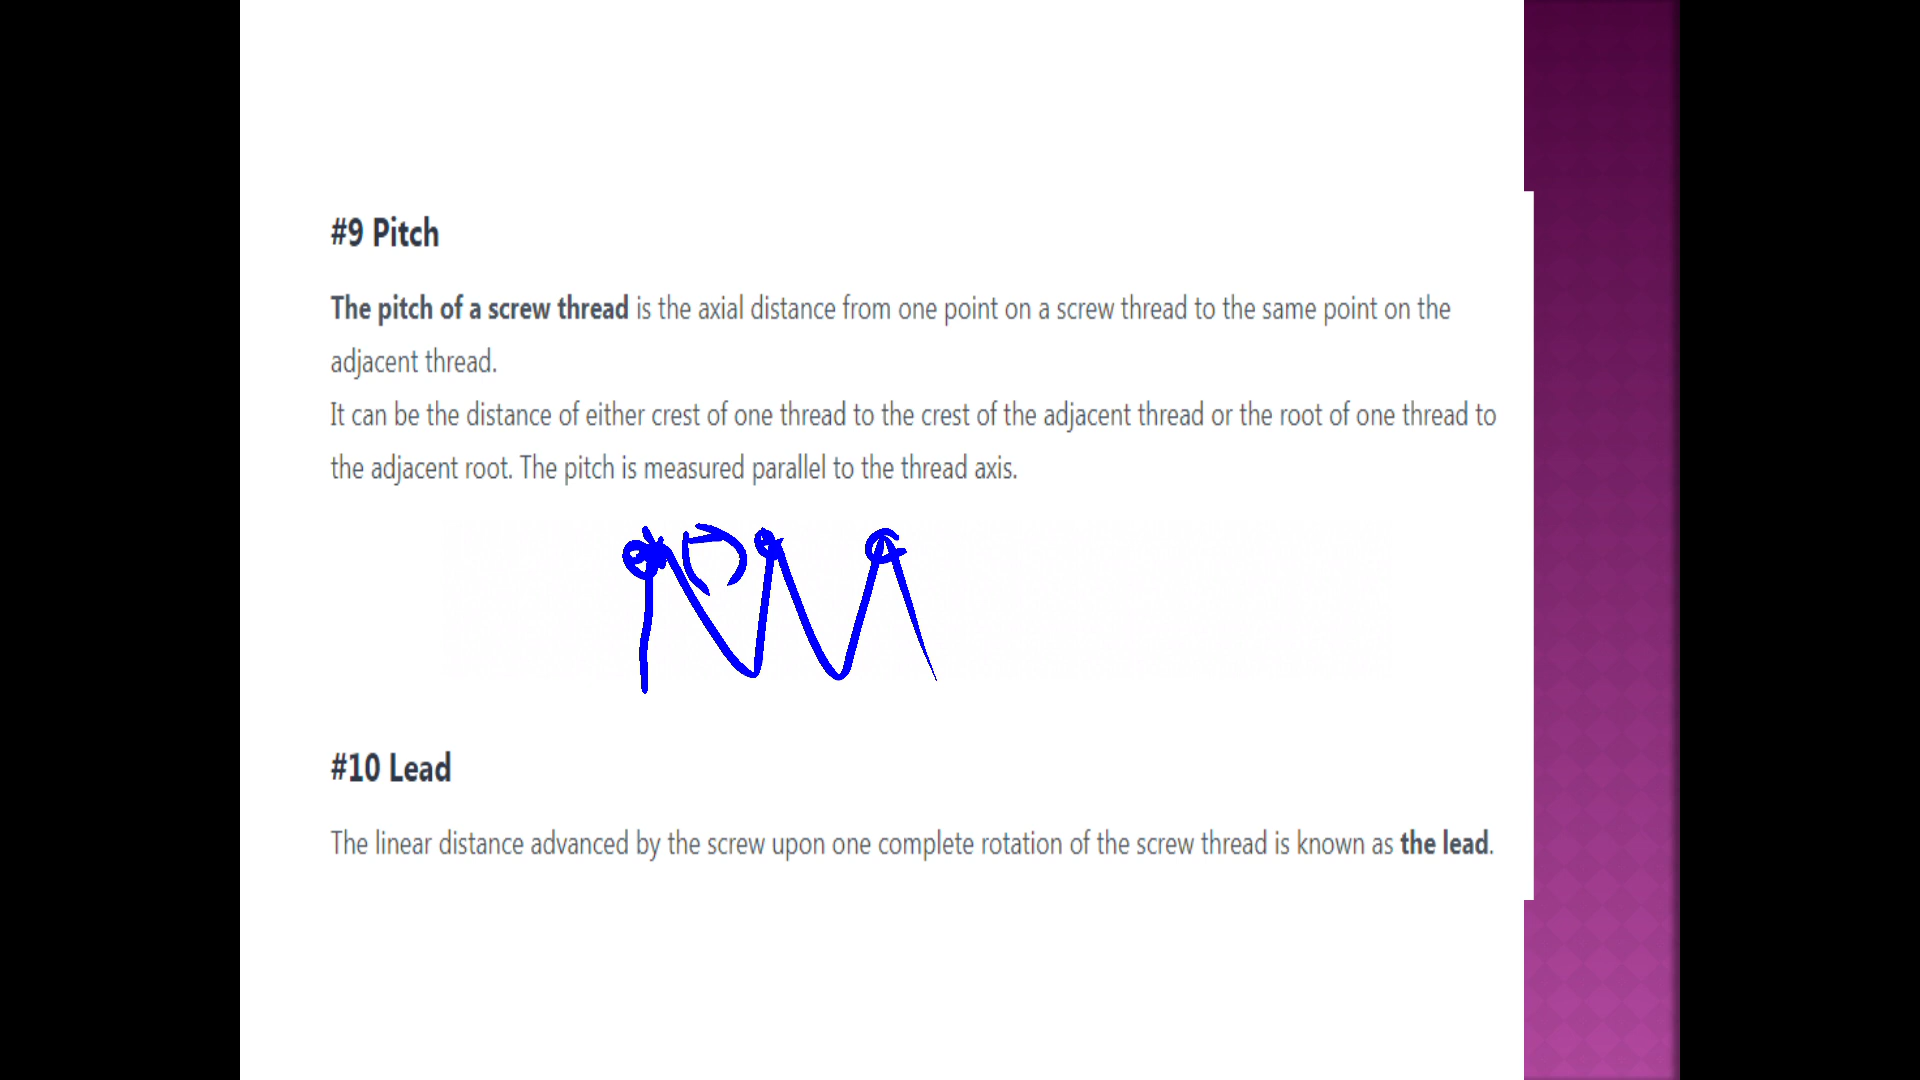 #9 Pitch
The pitch of a screw thread is the axial distance from one point on a screw thread to the same point on the
adjacent thread.
It can be the distance of either crest of one thread to the crest of the adjacent thread or the root of one thread to
the adjacent root. The pitch is measured parallel to the thread axis.
#10 Lead
The linear distance advanced by the screw upon one complete rotation of the screw thread is known as the lead.